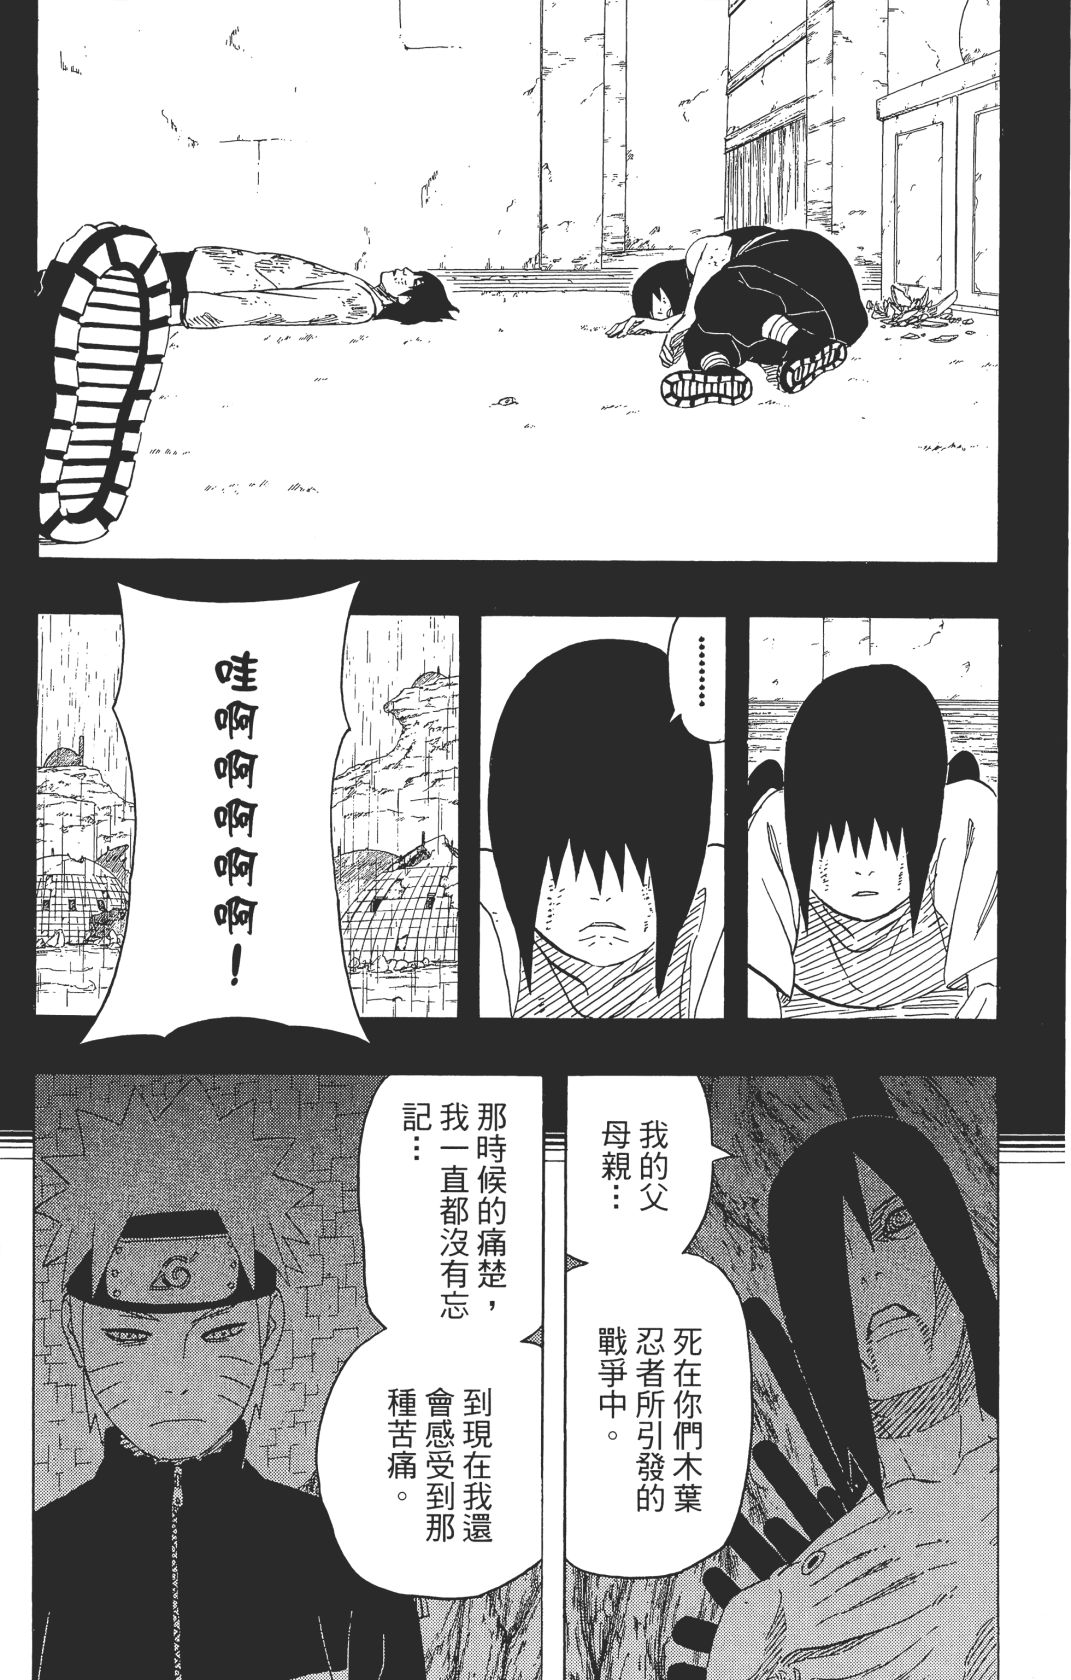 ………
哇啊啊啊啊啊！
我的父
母親…
死在你們木葉
忍者所引發的
戰爭中。
那時候的痛楚，
我一直都沒有忘
記…
到現在我還
會感受到那
種苦痛。